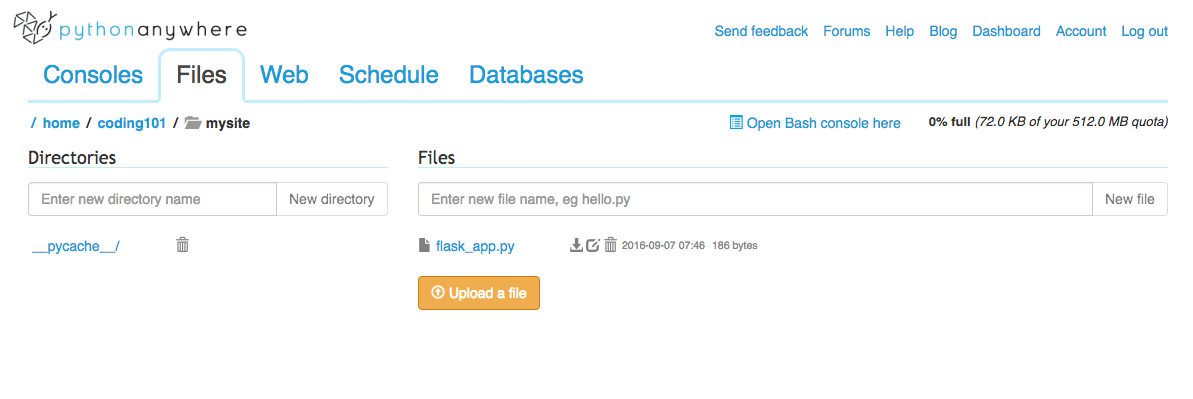 pythonanywhere
Send feedback Forums Help Blog Dashboard Account Log out
Consoles Files Web Schedule Databases
/ home / coding101 / mysite
Open Bash console here 0% full (72.0 KB of your 512.0 MB quota)
Directories
Enter new directory name New directory
__pycache__/
Files
Enter new file name, eg hello.py New file
flask_app.py 2016-09-07 07:46 186 bytes
Upload a file